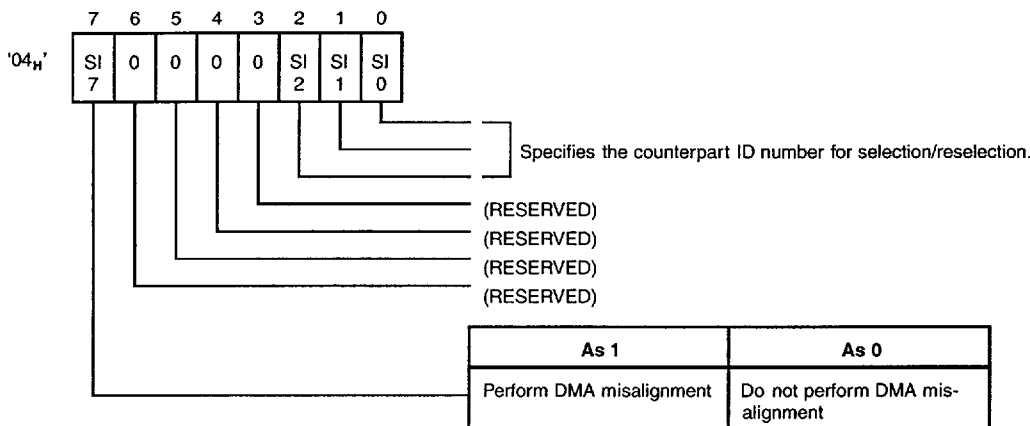 7 6 5 4 3 2 1 0
'04H' SI 7 0 0 0 0 SI 2 SI 1 SI 0
Specifies the counterpart ID number for selection/reselection.
(RESERVED)
(RESERVED)
(RESERVED)
(RESERVED)
As 1 As 0
Perform DMA misalignment Do not perform DMA mis-
alignment